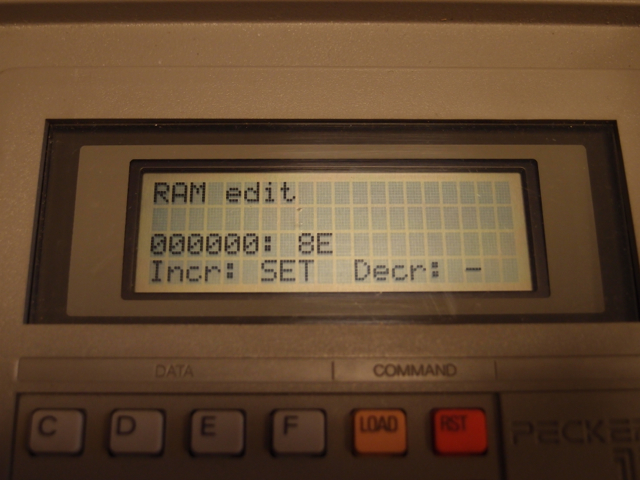 RAM edit
000000: 8E
Incr: SET Decr: -
DATA COMMAND
C D E F LOAD RST